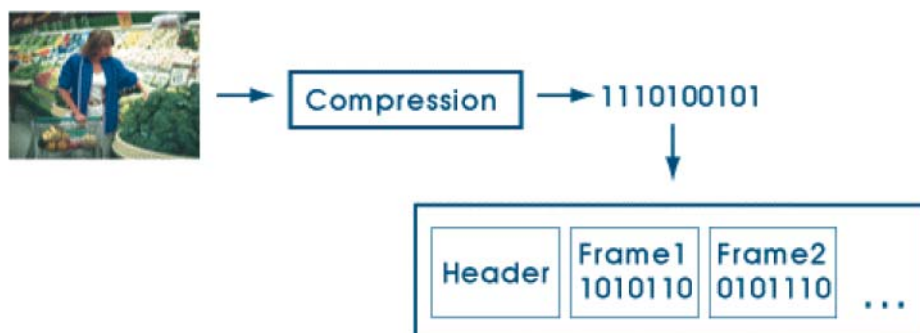 Compression
1110100101
Header
Frame1
1010110
Frame2
0101110
...